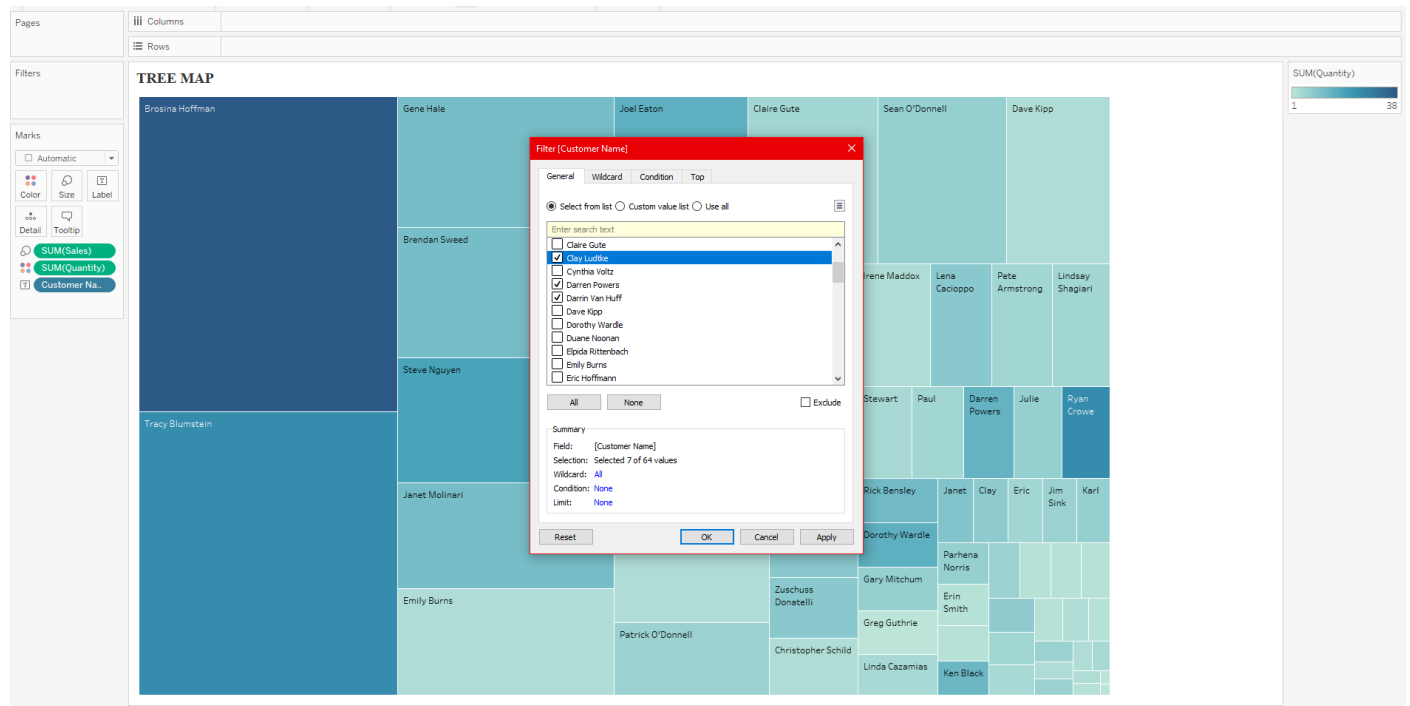 Pages
Columns
Rows
Filters
Marks
Automatic
Color
Size
Label
Detail
Tooltip
SUM(Sales)
SUM(Quantity)
Customer Na..
TREE MAP
Brosina Hoffman
Tracy Blumstein
Gene Hale
Brendan Sweed
Steve Nguyen
Janet Molinari
Emily Burns
Joel Eaton
Claire Gute
Sean O'Donnell
Dave Kipp
Filter [Customer Name]
General
Wildcard
Condition
Top
Select from list
Custom value list
Use all
Enter search text
Claire Gute
Clay Ludtke
Cynthia Voltz
Darren Powers
Darrin Van Huff
Dave Kipp
Dorothy Wardle
Duane Noonan
Elpida Rittenbach
Emily Burns
Eric Hoffmann
All
None
Exclude
Summary
Field: [Customer Name]
Selection: Selected 7 of 64 values
Wildcard: All
Condition: None
Limit: None
Reset
OK
Cancel
Apply
Irene Maddox
Lena
Cacioppo
Pete
Armstrong
Lindsay
Shagiari
Stewart
Paul
Darren
Powers
Julie
Ryan
Crowe
Rick Bensley
Janet
Clay
Eric
Jim
Sink
Karl
Dorothy Wardle
Parhena
Norris
Gary Mitchum
Erin
Smith
Greg Guthrie
Linda Cazamias
Ken Black
Zuschuss
Donatelli
Patrick O'Donnell
Christopher Schild
SUM(Quantity)
1
38